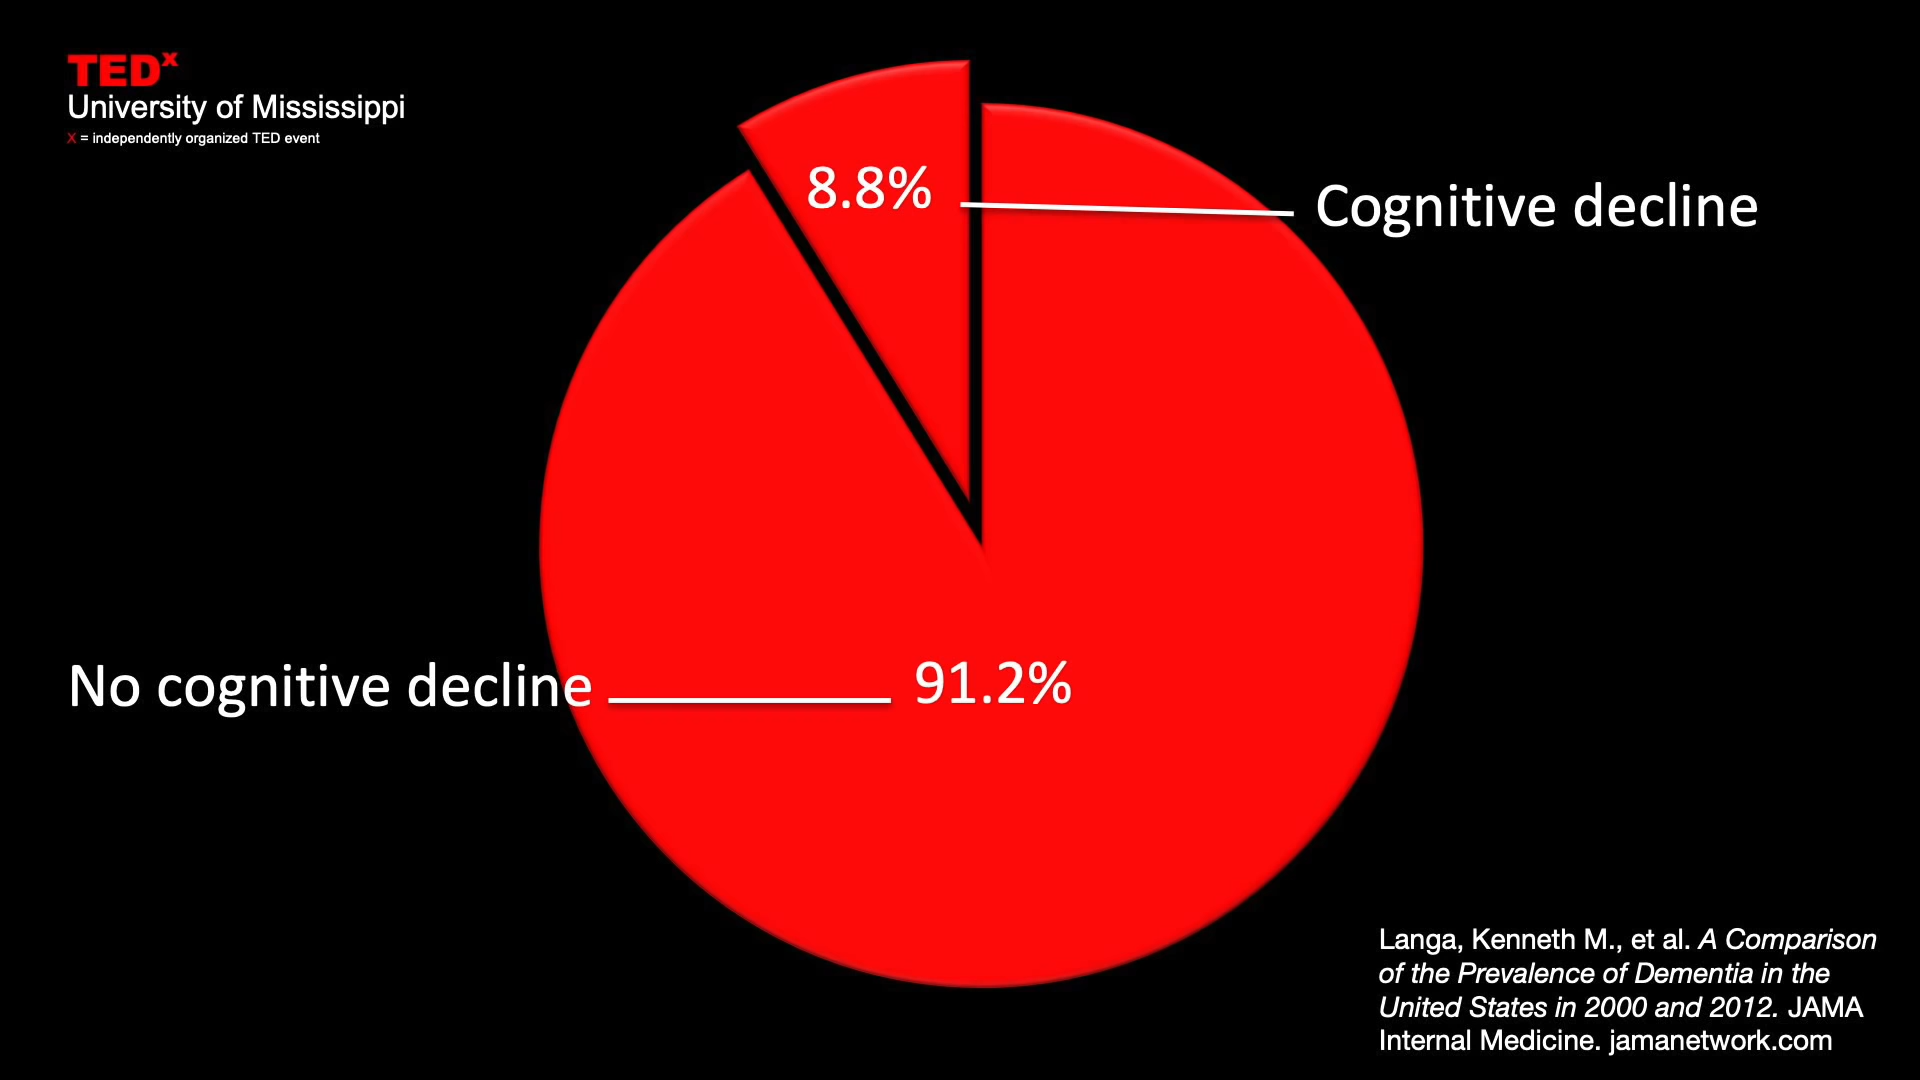 TEDx
University of Mississippi
X = independently organized TED event
8.8%
Cognitive decline
No cognitive decline
91.2%
Langa, Kenneth M., et al. A Comparison
of the Prevalence of Dementia in the
United States in 2000 and 2012. JAMA
Internal Medicine. jamanetwork.com